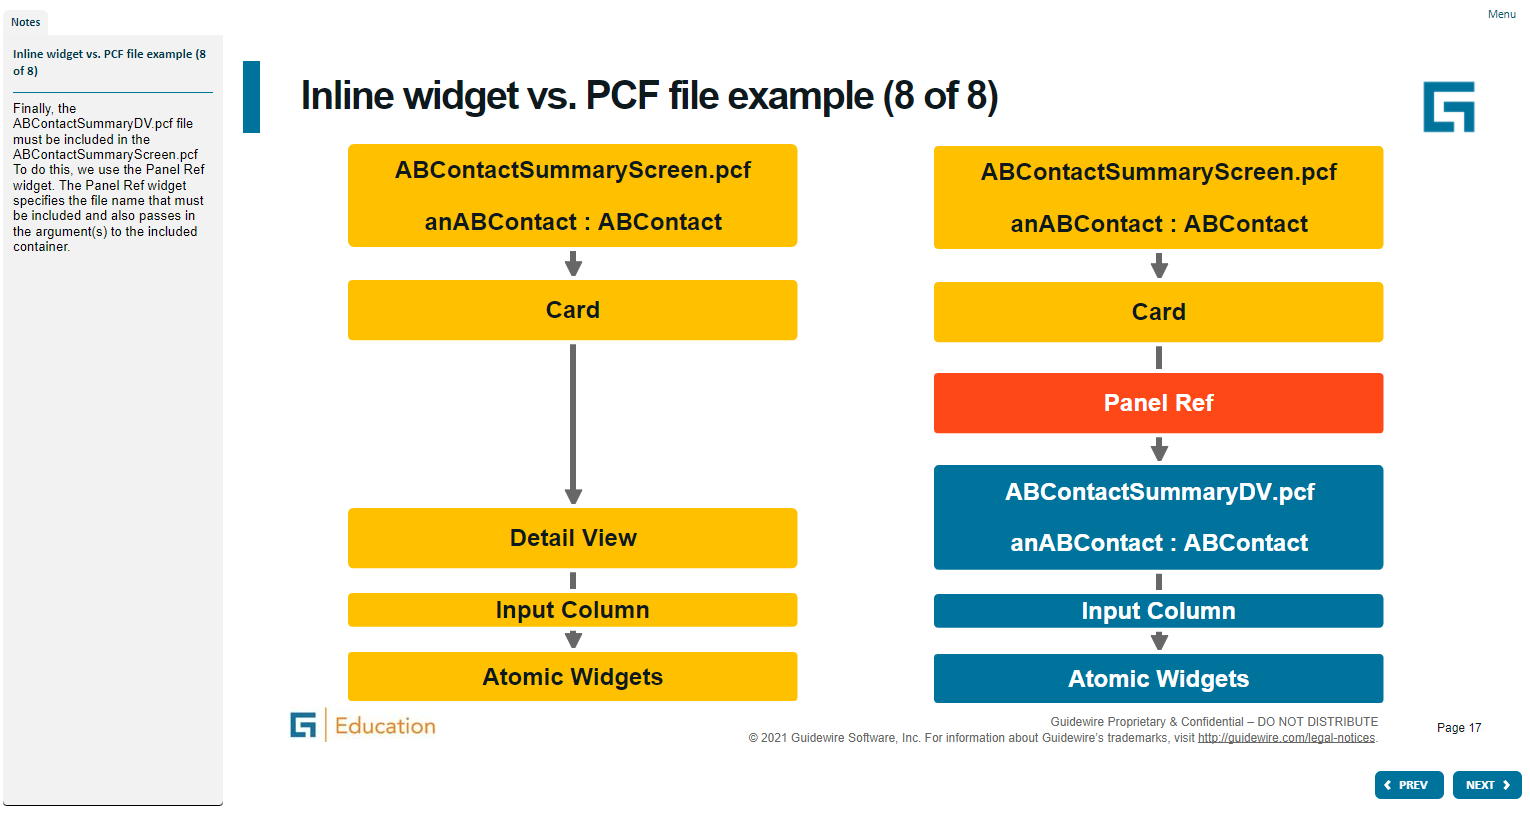 Notes
Menu
Inline widget vs. PCF file example (8
of 8)
Finally, the
ABContactSummaryDV.pcf file
must be included in the
ABContactSummaryScreen.pcf
To do this, we use the Panel Ref
widget. The Panel Ref widget
specifies the file name that must
be included and also passes in
the argument(s) to the included
container.
Inline widget vs. PCF file example (8 of 8)
ABContactSummaryScreen.pcf
anABContact : ABContact
Card
Detail View
Input Column
Atomic Widgets
ABContactSummaryScreen.pcf
anABContact : ABContact
Card
Panel Ref
ABContactSummaryDV.pcf
anABContact : ABContact
Input Column
Atomic Widgets
Education
Guidewire Proprietary & Confidential – DO NOT DISTRIBUTE
© 2021 Guidewire Software, Inc. For information about Guidewire's trademarks, visit http://guidewire.com/legal-notices.
Page 17
PREV
NEXT